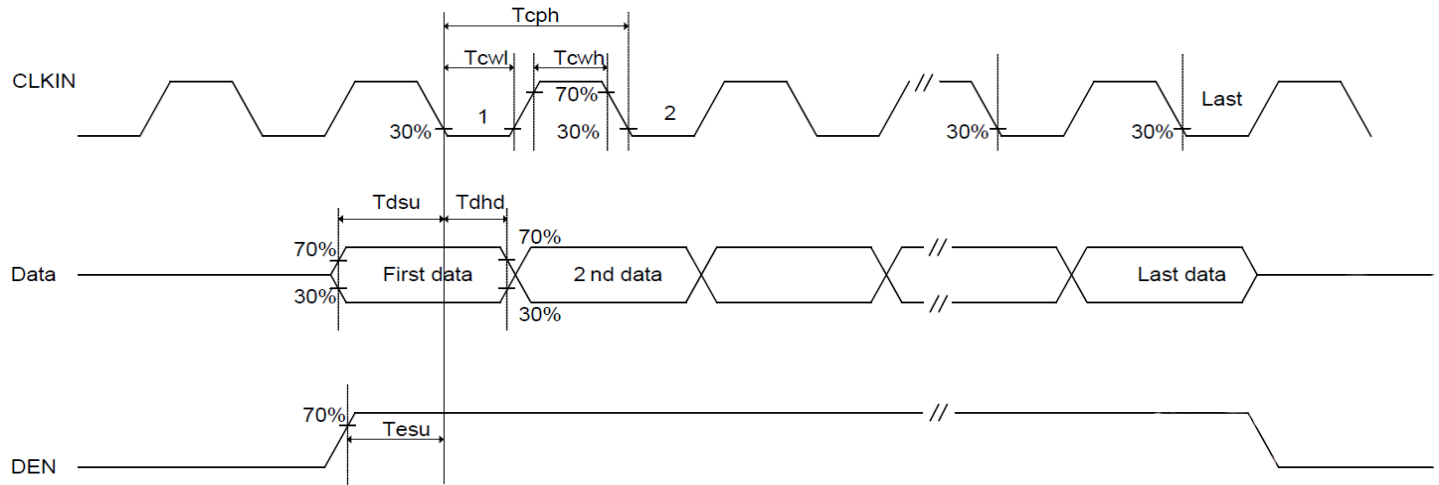 Tcph
Tcwl Tcwh
CLKIN
70%
1 2 Last
30% 30% 30% 30%
Tdsu Tdhd
70% 70%
Data First data 2 nd data Last data
30% 30%
70%
Tesu
DEN